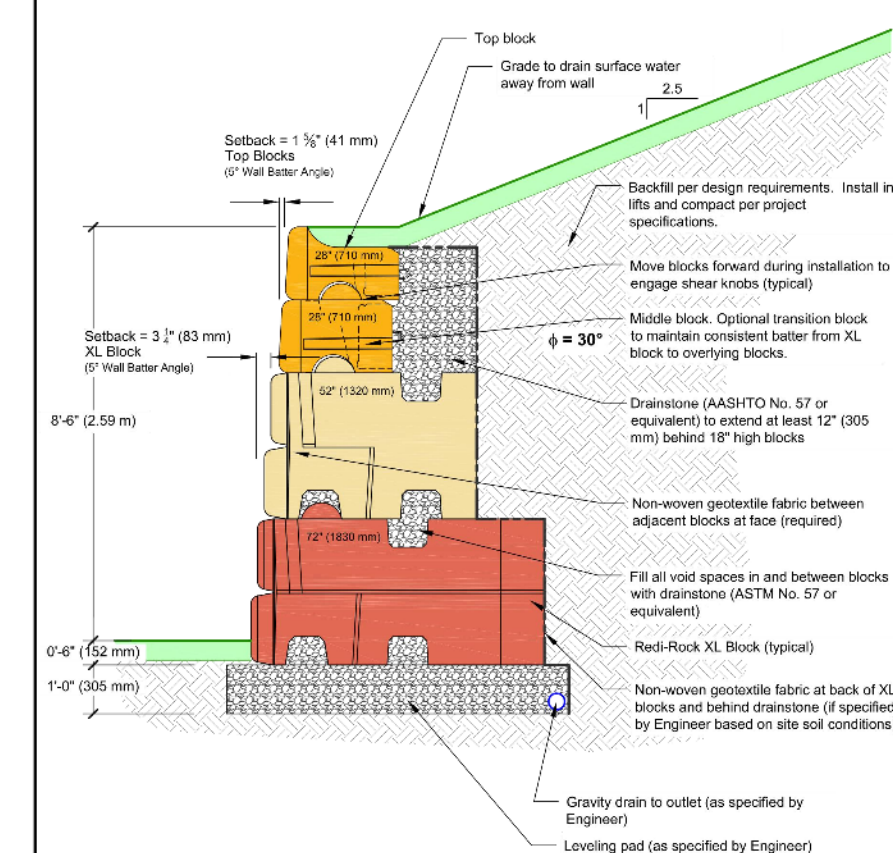 Top block
Grade to drain surface water
away from wall
2.5
1
Setback = 1 ⅝" (41 mm)
Top Blocks
(5° Wall Batter Angle)
Backfill per design requirements. Install in
lifts and compact per project
specifications.
28" (710 mm)
Move blocks forward during installation to
engage shear knobs (typical)
28" (710 mm)
Middle block. Optional transition block
to maintain consistent batter from XL
block to overlying blocks.
ϕ = 30°
Setback = 3 ¼" (83 mm)
XL Block
(5° Wall Batter Angle)
52" (1320 mm)
8'-6" (2.59 m)
Drainstone (AASHTO No. 57 or
equivalent) to extend at least 12" (305
mm) behind 18" high blocks
Non-woven geotextile fabric between
adjacent blocks at face (required)
72" (1830 mm)
Fill all void spaces in and between blocks
with drainstone (ASTM No. 57 or
equivalent)
Redi-Rock XL Block (typical)
0'-6" (152 mm)
1'-0" (305 mm)
Non-woven geotextile fabric at back of XL
blocks and behind drainstone (if specified
by Engineer based on site soil conditions
Gravity drain to outlet (as specified by
Engineer)
Leveling pad (as specified by Engineer)